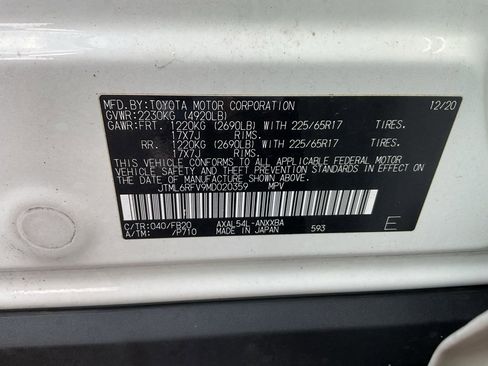 MFD.BY:TOYOTA MOTOR CORPORATION 12/20
GVWR:2230KG (4920LB)
GAWR:FRT. 1220KG (2690LB) WITH 225/65R17 TIRES.
17X7J RIMS.
RR. 1220KG (2690LB) WITH 225/65R17 TIRES.
17X7J RIMS.
THIS VEHICLE CONFORMS TO ALL APPLICABLE FEDERAL MOTOR
VEHICLE SAFETY AND THEFT PREVENTION STANDARDS IN EFFECT
ON THE DATE OF MANUFACTURE SHOWN ABOVE.
JTML6RFV9MD020359 MPV
C/TR:040/FB20 AXAL54L-ANXXBA E
A/TM: /P710 MADE IN JAPAN 593